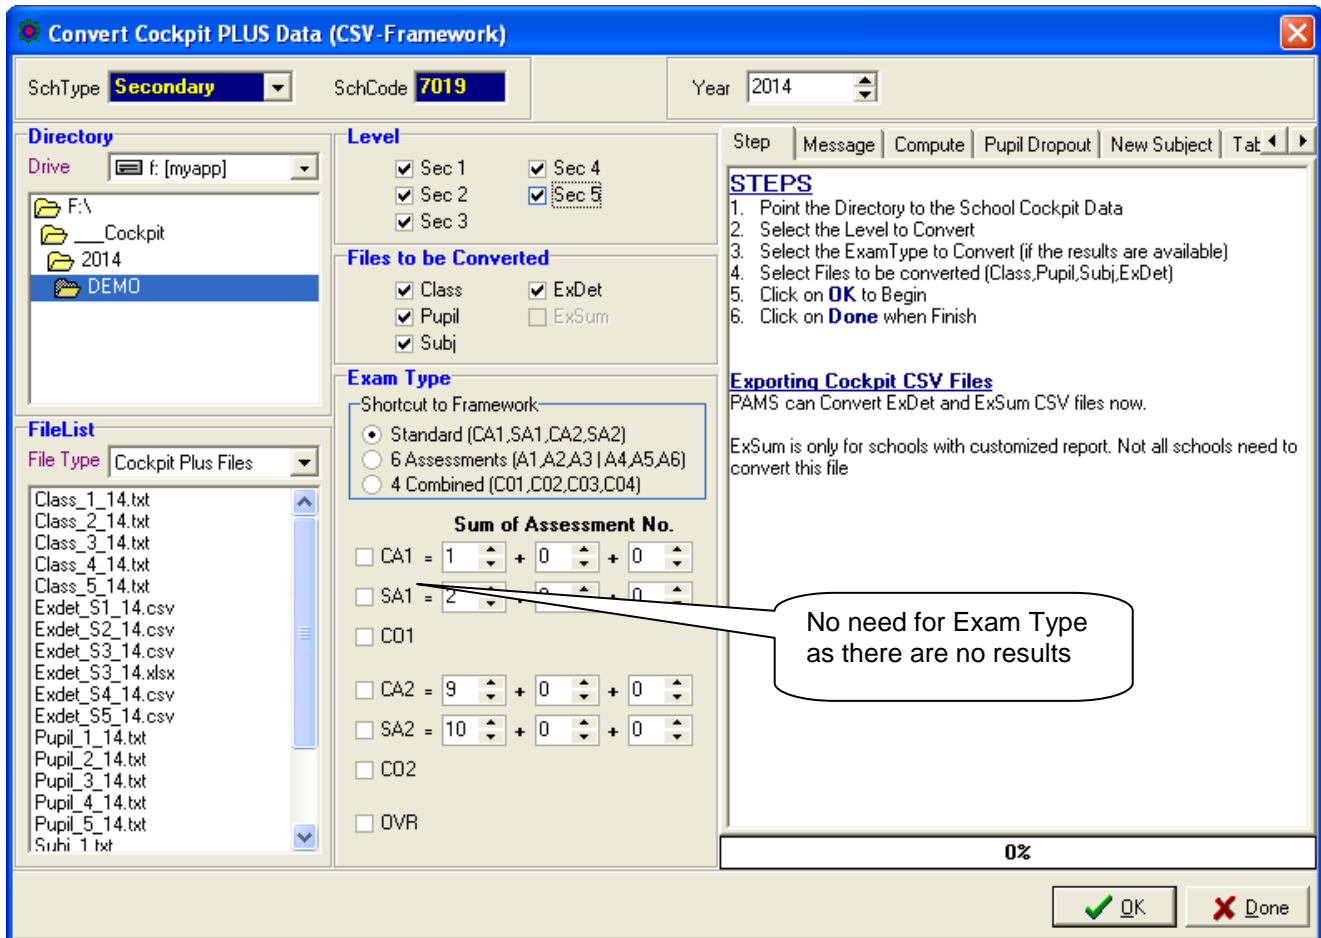 Convert Cockpit PLUS Data (CSV-Framework)
SchType Secondary SchCode 7019 Year 2014
Directory
Drive f: [myapp]
F:\
___Cockpit
2014
DEMO
FileList
File Type Cockpit Plus Files
Class_1_14.txt
Class_2_14.txt
Class_3_14.txt
Class_4_14.txt
Class_5_14.txt
Exdet_S1_14.csv
Exdet_S2_14.csv
Exdet_S3_14.csv
Exdet_S3_14.xlsx
Exdet_S4_14.csv
Exdet_S5_14.csv
Pupil_1_14.txt
Pupil_2_14.txt
Pupil_3_14.txt
Pupil_4_14.txt
Pupil_5_14.txt
Subj_1.txt
Level
Sec 1 Sec 4
Sec 2 Sec 5
Sec 3
Files to be Converted
Class ExDet
Pupil ExSum
Subj
Exam Type
Shortcut to Framework
Standard (CA1,SA1,CA2,SA2)
6 Assessments (A1,A2,A3 | A4,A5,A6)
4 Combined (C01,C02,C03,C04)
Sum of Assessment No.
CA1 = 1 + 0 + 0
SA1 = 2 + 0 + 0
CO1
CA2 = 9 + 0 + 0
SA2 = 10 + 0 + 0
CO2
OVR
Step Message Compute Pupil Dropout New Subject
STEPS
1. Point the Directory to the School Cockpit Data
2. Select the Level to Convert
3. Select the ExamType to Convert (if the results are available)
4. Select Files to be converted (Class,Pupil,Subj,ExDet)
5. Click on OK to Begin
6. Click on Done when Finish
Exporting Cockpit CSV Files
PAMS can Convert ExDet and ExSum CSV files now.
ExSum is only for schools with customized report. Not all schools need to
convert this file
No need for Exam Type
as there are no results
0%
OK Done